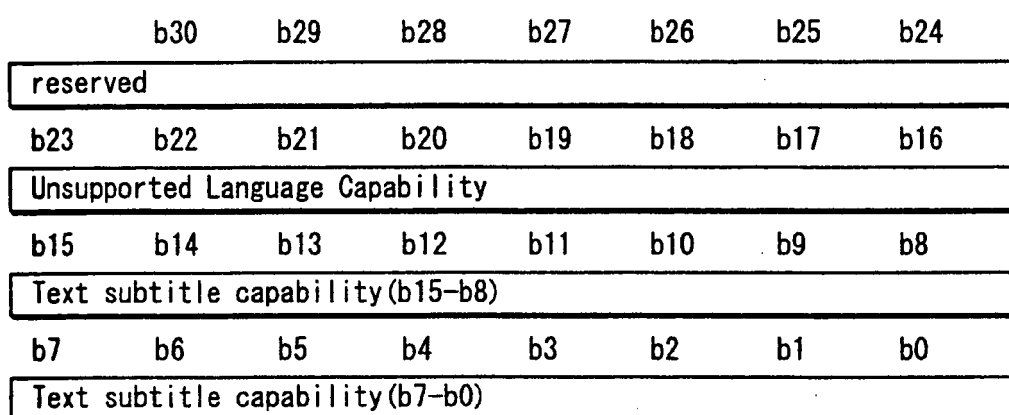 b30 b29 b28 b27 b26 b25 b24
reserved
b23 b22 b21 b20 b19 b18 b17 b16
Unsupported Language Capability
b15 b14 b13 b12 b11 b10 b9 b8
Text subtitle capability(b15-b8)
b7 b6 b5 b4 b3 b2 b1 b0
Text subtitle capability(b7-b0)